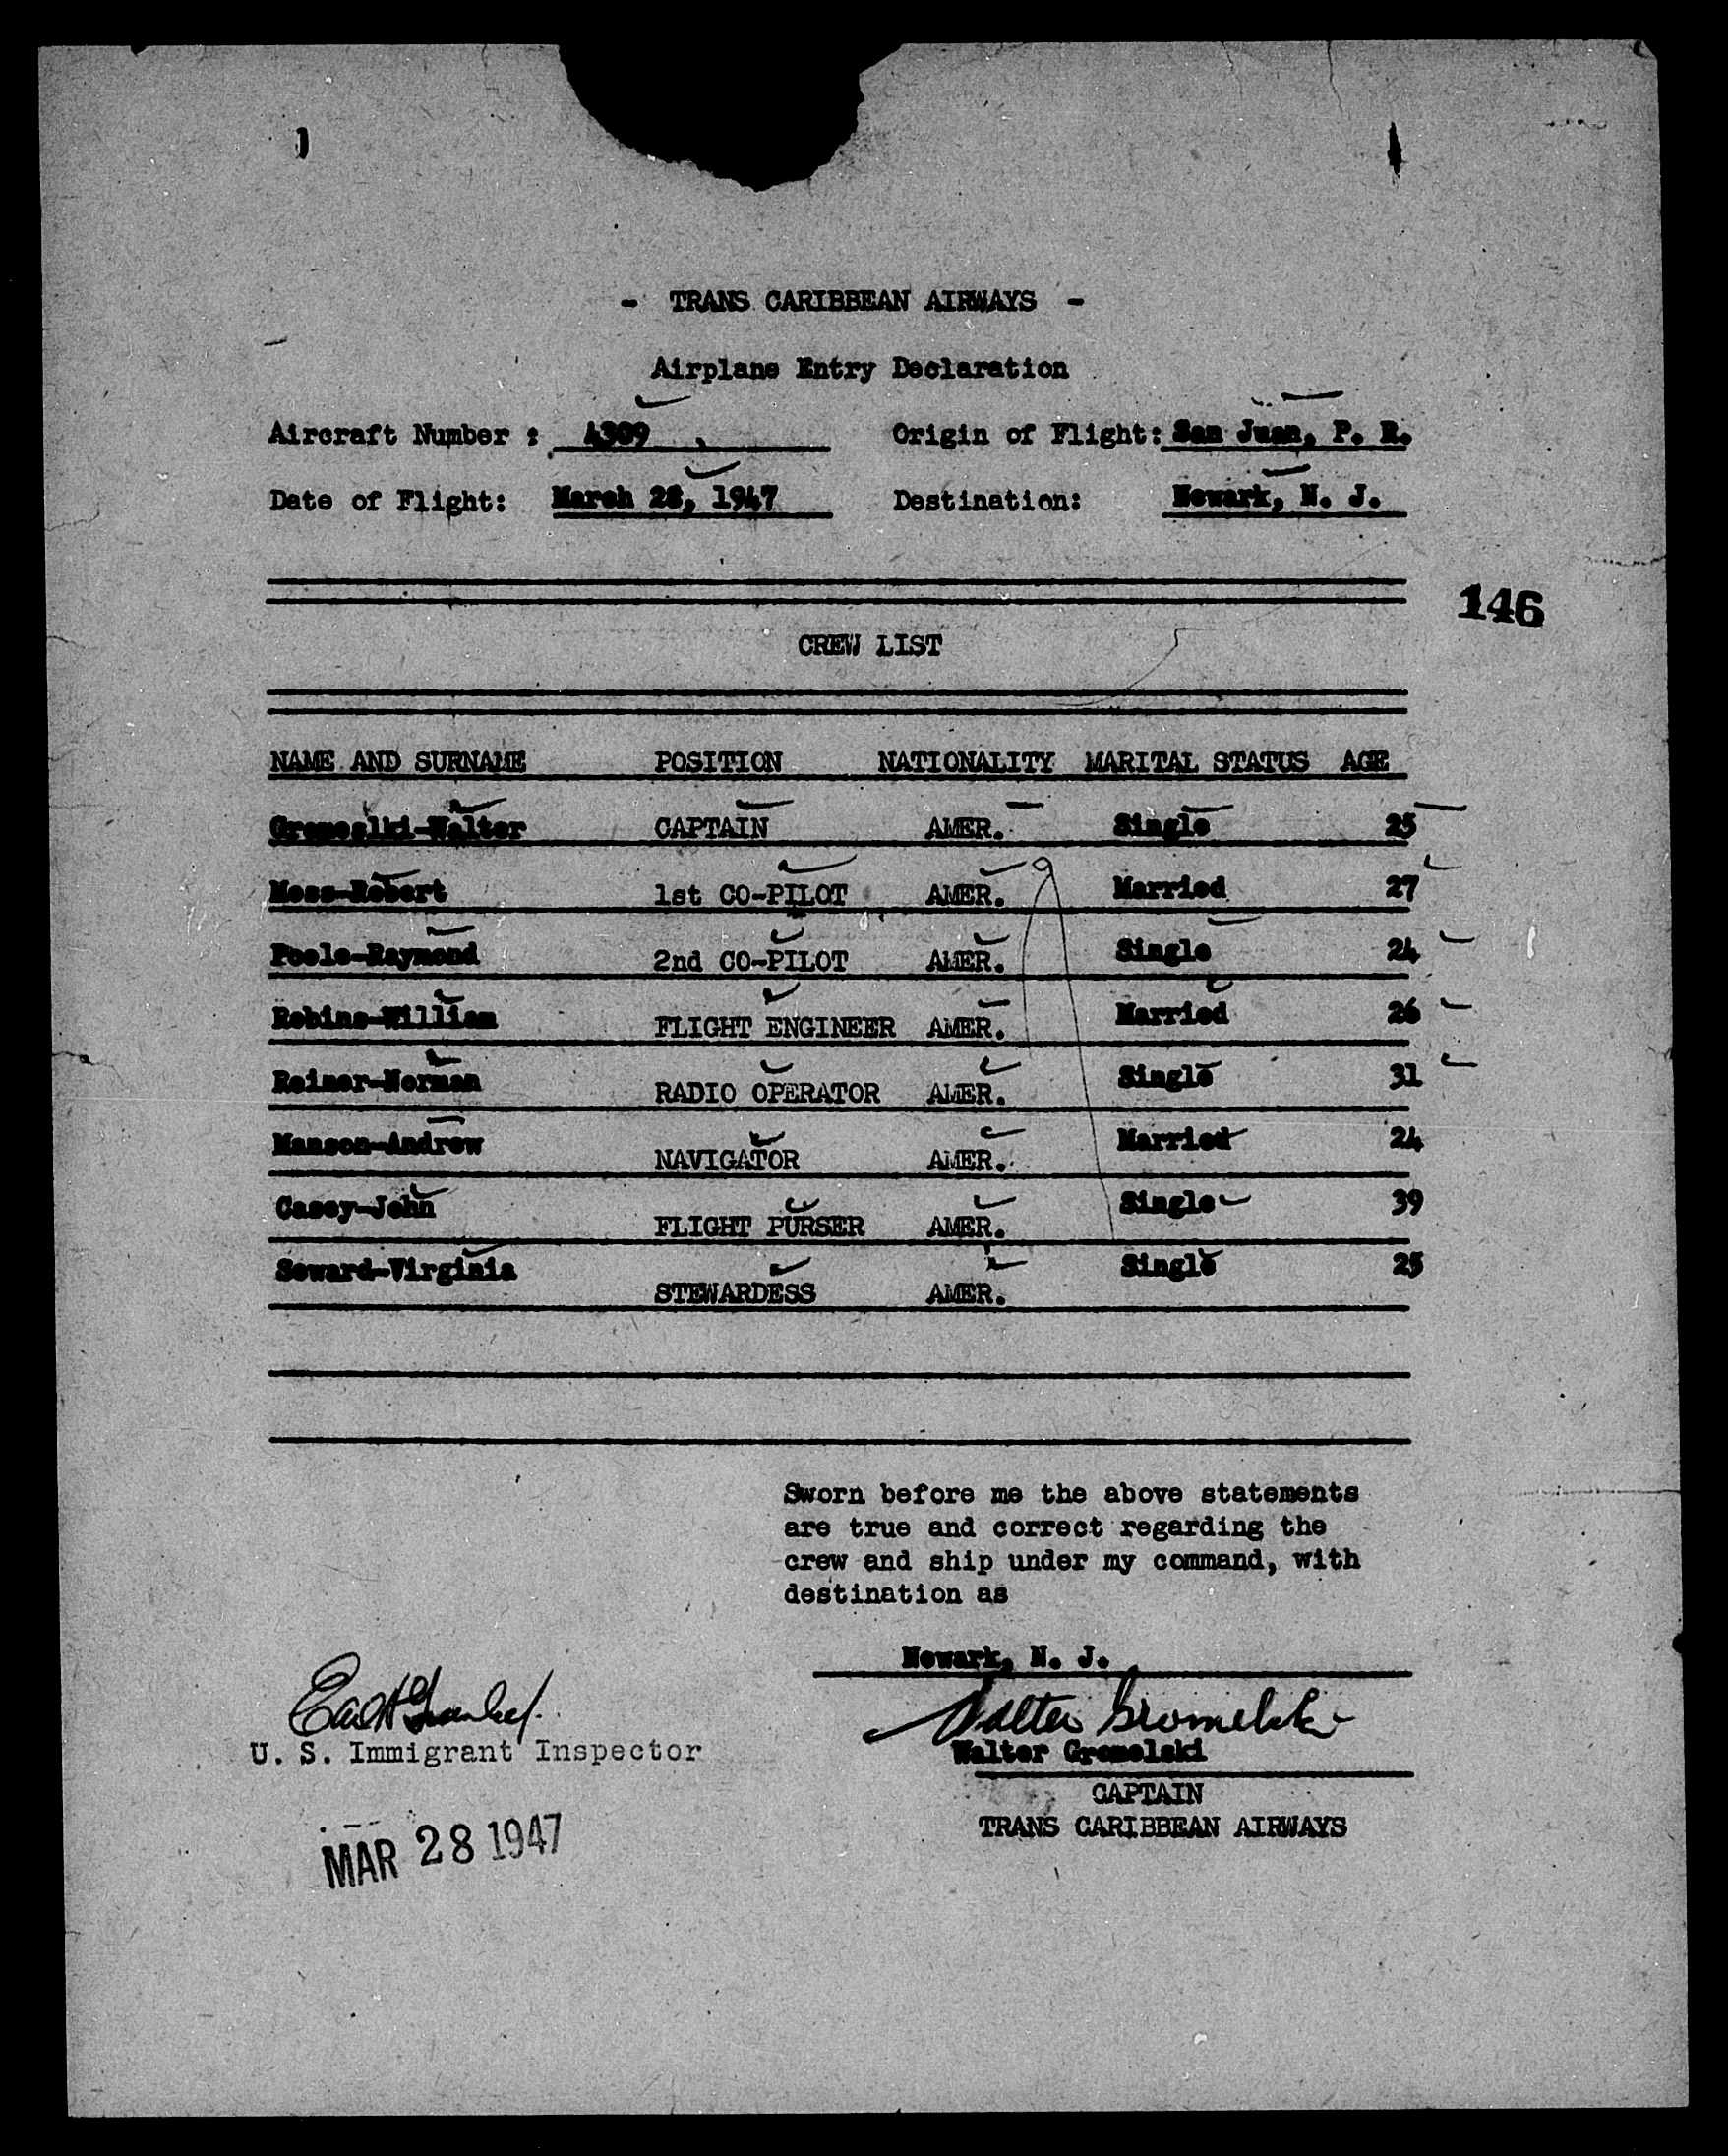 - TRANS CARIBBEAN AIRWAYS -
Airplane Entry Declaration
Aircraft Number : 4309 Origin of Flight: San Juan, P. R.
Date of Flight: March 28, 1947 Destination: Newark, N. J.
146
CREW LIST
NAME AND SURNAME POSITION NATIONALITY MARITAL STATUS AGE
Gromeslki-Walter CAPTAIN AMER. Single 25
Moss-Robert 1st CO-PILOT AMER. Married 27
Poole-Raymond 2nd CO-PILOT AMER. Single 24
Robins-William FLIGHT ENGINEER AMER. Married 26
Reiner-Norman RADIO OPERATOR AMER. Single 31
Manson-Andrew NAVIGATOR AMER. Married 24
Casey-John FLIGHT PURSER AMER. Single 39
Seward-Virginia STEWARDESS AMER. Single 25
Sworn before me the above statements
are true and correct regarding the
crew and ship under my command, with
destination as
Newark, N. J.
Walter Gromelski
Walter Gromelski
CAPTAIN
TRANS CARIBBEAN AIRWAYS
U. S. Immigrant Inspector
MAR 28 1947